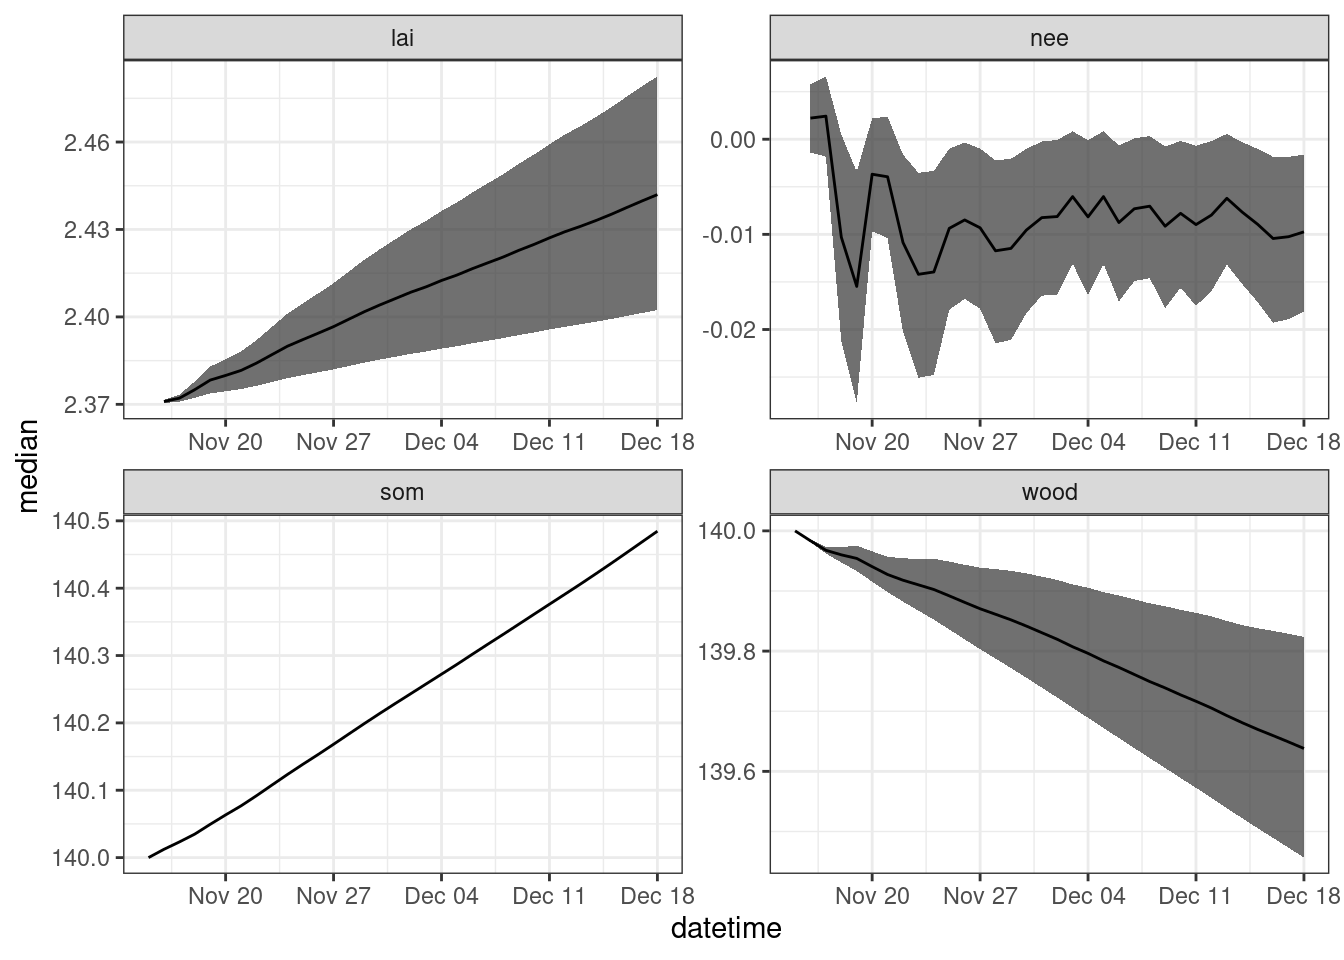 lai
nee
2.46
2.43
2.40
2.37
0.00
-0.01
-0.02
Nov 20 Nov 27 Dec 04 Dec 11 Dec 18
Nov 20 Nov 27 Dec 04 Dec 11 Dec 18
median
som
wood
140.5
140.4
140.3
140.2
140.1
140.0
140.0
139.8
139.6
Nov 20 Nov 27 Dec 04 Dec 11 Dec 18
Nov 20 Nov 27 Dec 04 Dec 11 Dec 18
datetime